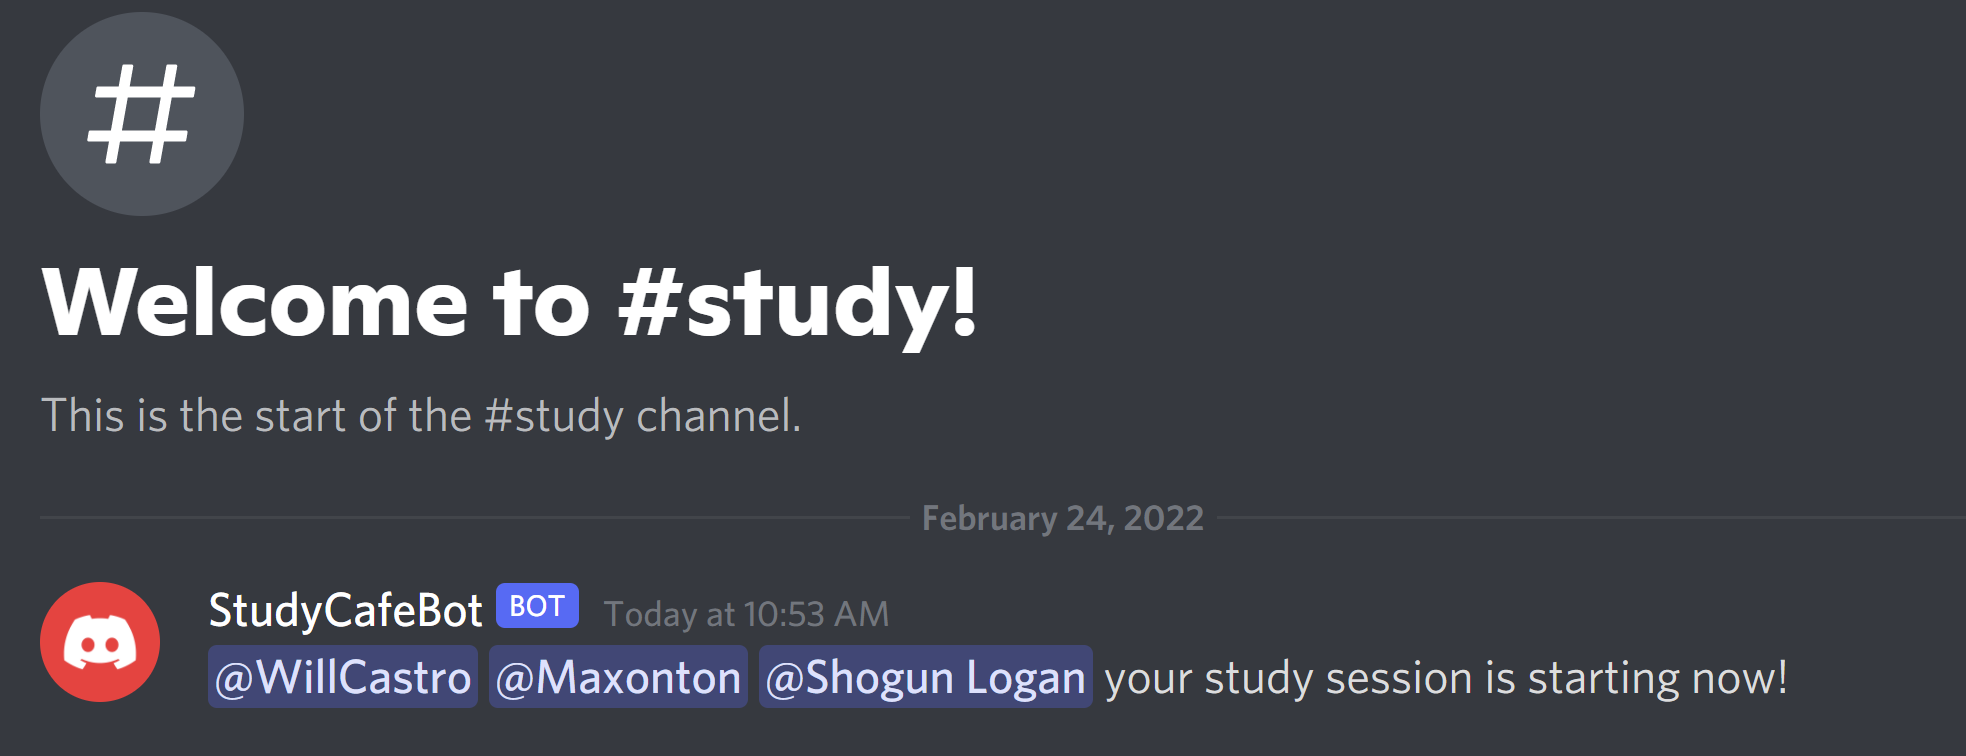 #
Welcome to #study!
This is the start of the #study channel.
February 24, 2022
StudyCafeBot BOT Today at 10:53 AM
@WillCastro @Maxonton @Shogun Logan your study session is starting now!